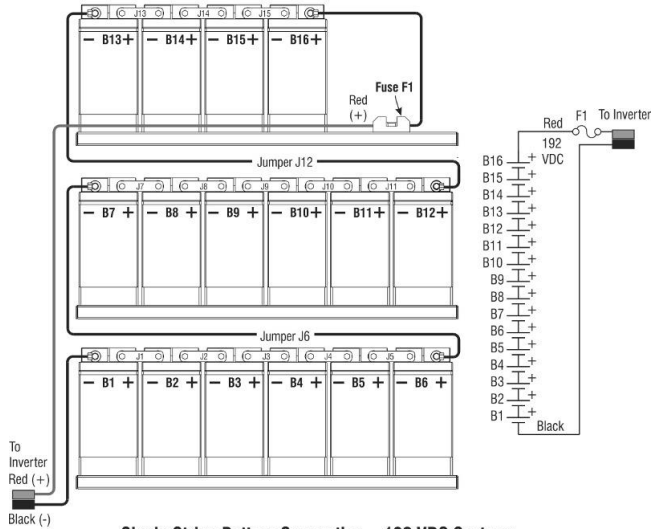 J13 J14 J15
− B13+ − B14+ − B15+ B16+
Fuse F1
Red
(+)
Jumper J12
J7 J8 J9 J10 J11
− B7 + − B8 + − B9 + − B10+ − B11+ − B12+
Jumper J6
J1 J2 J3 J4 J5
− B1 + − B2 + − B3 + − B4 + − B5 + − B6 +
To
Inverter
Red (+)
Black (-)
Red F1 To Inverter
192
VDC
B16 +
B15 +
B14 +
B13 +
B12 +
B11 +
B10 +
B9 +
B8 +
B7 +
B6 +
B5 +
B4 +
B3 +
B2 +
B1 +
Black